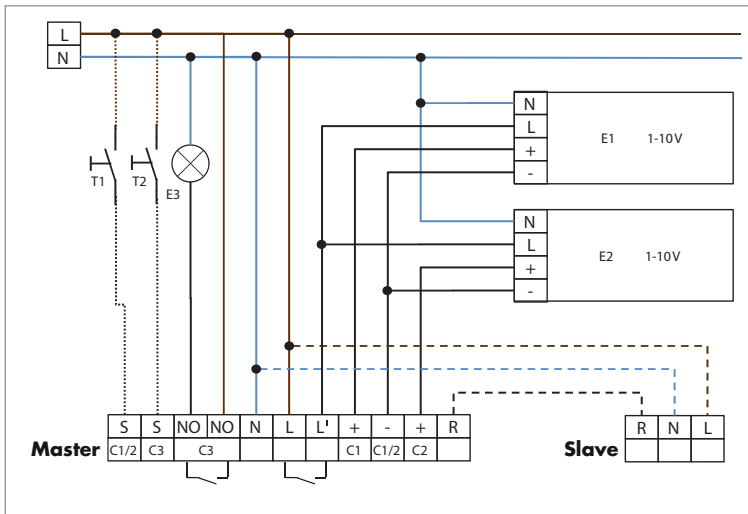 L
N
N
L
E1 1-10V
+
-
T1
T2
E3
N
L
E2 1-10V
+
-
S S NO NO N L L' + - + R
Master C1/2 C3 C3 C1 C1/2 C2
R N L
Slave